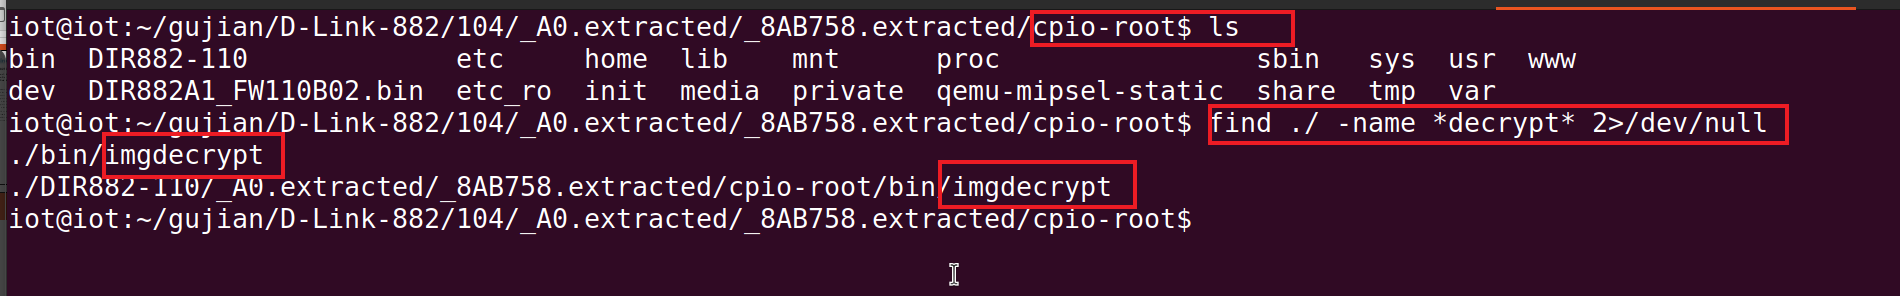 iot@iot:~/gujian/D-Link-882/104/_A0.extracted/_8AB758.extracted/cpio-root$ ls
bin  DIR882-110             etc     home  lib    mnt      proc                sbin   sys  usr  www
dev  DIR882A1_FW110B02.bin  etc_ro  init  media  private  qemu-mipsel-static  share  tmp  var
iot@iot:~/gujian/D-Link-882/104/_A0.extracted/_8AB758.extracted/cpio-root$ find ./ -name *decrypt* 2>/dev/null
./bin/imgdecrypt
./DIR882-110/_A0.extracted/_8AB758.extracted/cpio-root/bin/imgdecrypt
iot@iot:~/gujian/D-Link-882/104/_A0.extracted/_8AB758.extracted/cpio-root$